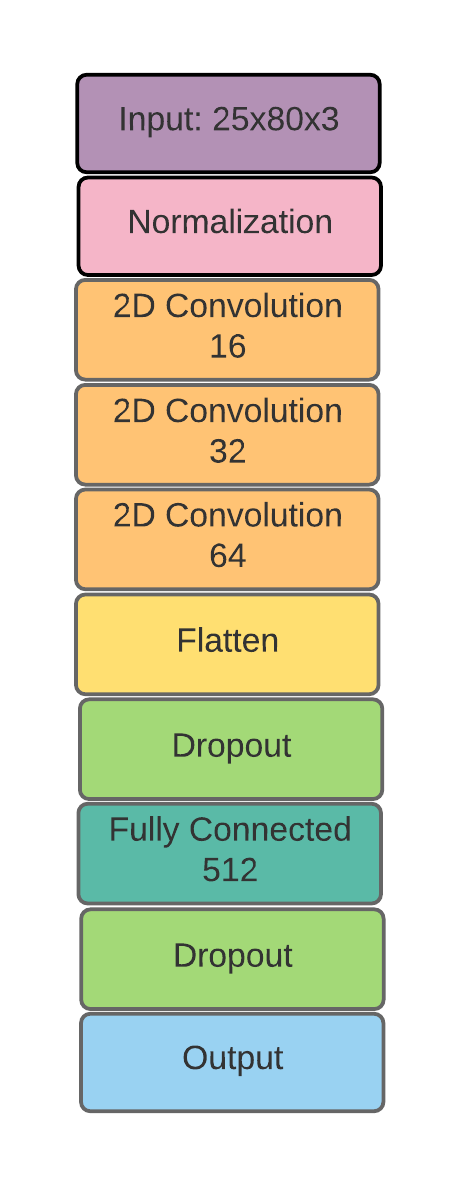 Input: 25x80x3
Normalization
2D Convolution
16
2D Convolution
32
2D Convolution
64
Flatten
Dropout
Fully Connected
512
Dropout
Output